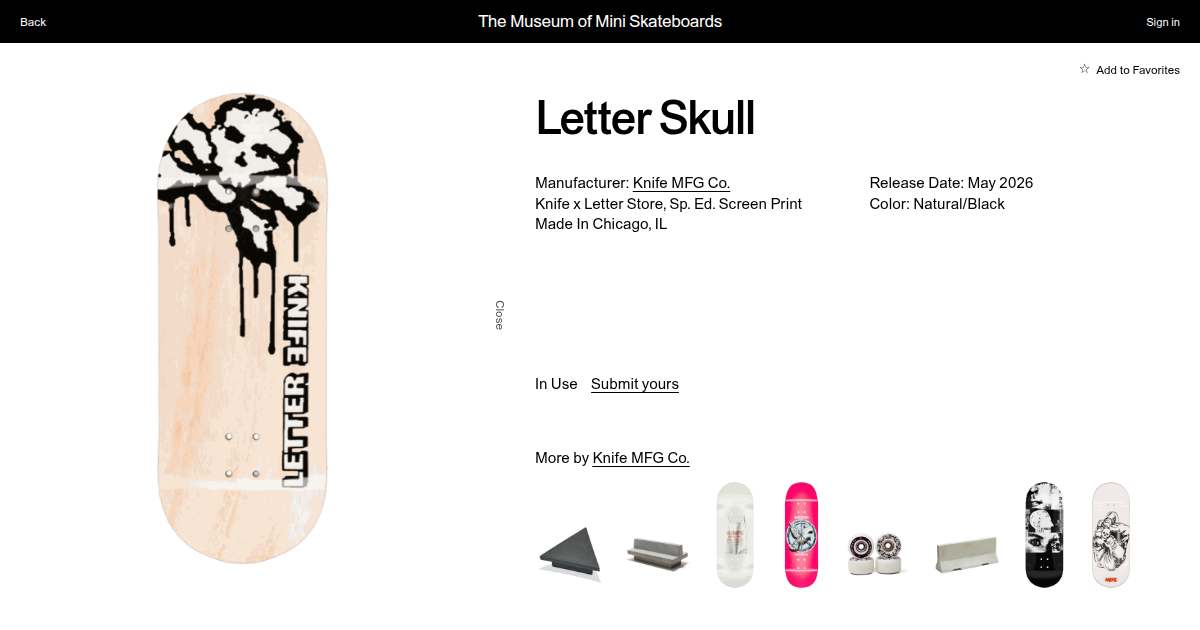 Back
The Museum of Mini Skateboards
Sign in
☆ Add to Favorites
Letter Skull
Manufacturer: Knife MFG Co.
Knife x Letter Store, Sp. Ed. Screen Print
Made In Chicago, IL
Release Date: May 2026
Color: Natural/Black
KNIFE
LETTER
Close
In Use Submit yours
More by Knife MFG Co.